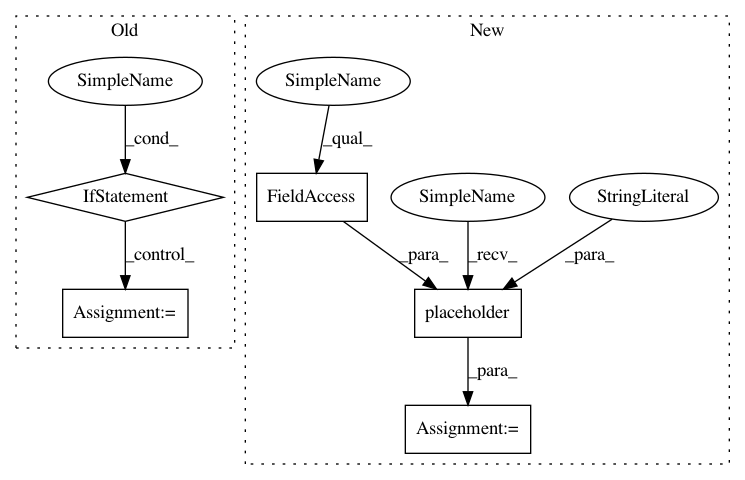 Old
New
SimpleName
SimpleName
_cond_
_qual_
IfStatement
FieldAccess
SimpleName
StringLiteral
_control_
_para_
_recv_
_para_
Assignment:=
placeholder
_para_
Assignment:=